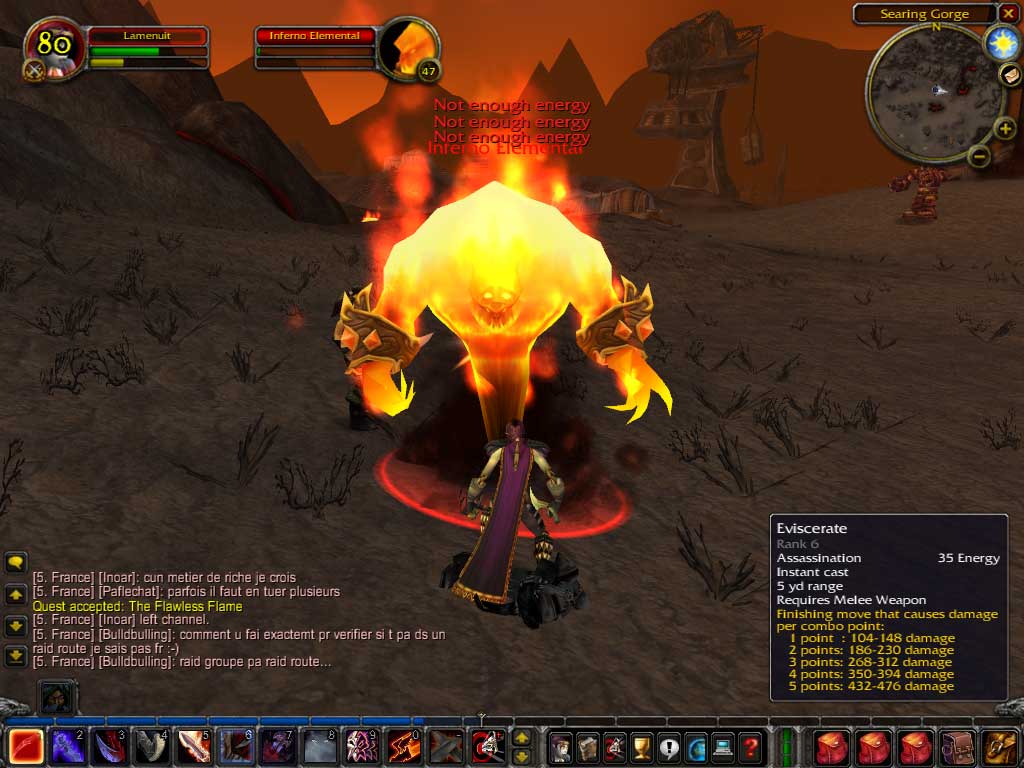 80
Lamenuit
Inferno Elemental
47
Searing Gorge
N
Not enough energy
Not enough energy
Not enough energy
Inferno Elemental
[5. France] [Inoar]: cun metier de riche je crois
[5. France] [Paflechat]: parfois il faut en tuer plusieurs
Quest accepted: The Flawless Flame
[5. France] [Inoar] left channel.
[5. France] [Bulldbulling]: comment u fai exactemt pr verifier si t pa ds un
raid route je sais pas fr :-)
[5. France] [Bulldbulling]: raid groupe pa raid route...
Eviscerate
Rank 6
Assassination 35 Energy
Instant cast
5 yd range
Requires Melee Weapon
Finishing move that causes damage
per combo point:
1 point : 104-148 damage
2 points: 186-230 damage
3 points: 268-312 damage
4 points: 350-394 damage
5 points: 432-476 damage
2 3 4 5 6 7 8 9 0 -